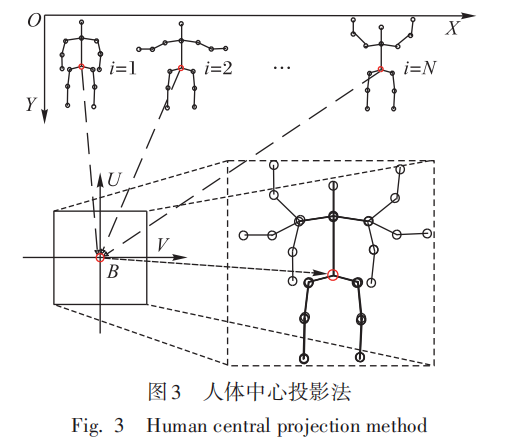 O
X
i=1
i=2
…
i=N
Y
U
V
B
图3 人体中心投影法
Fig. 3 Human central projection method